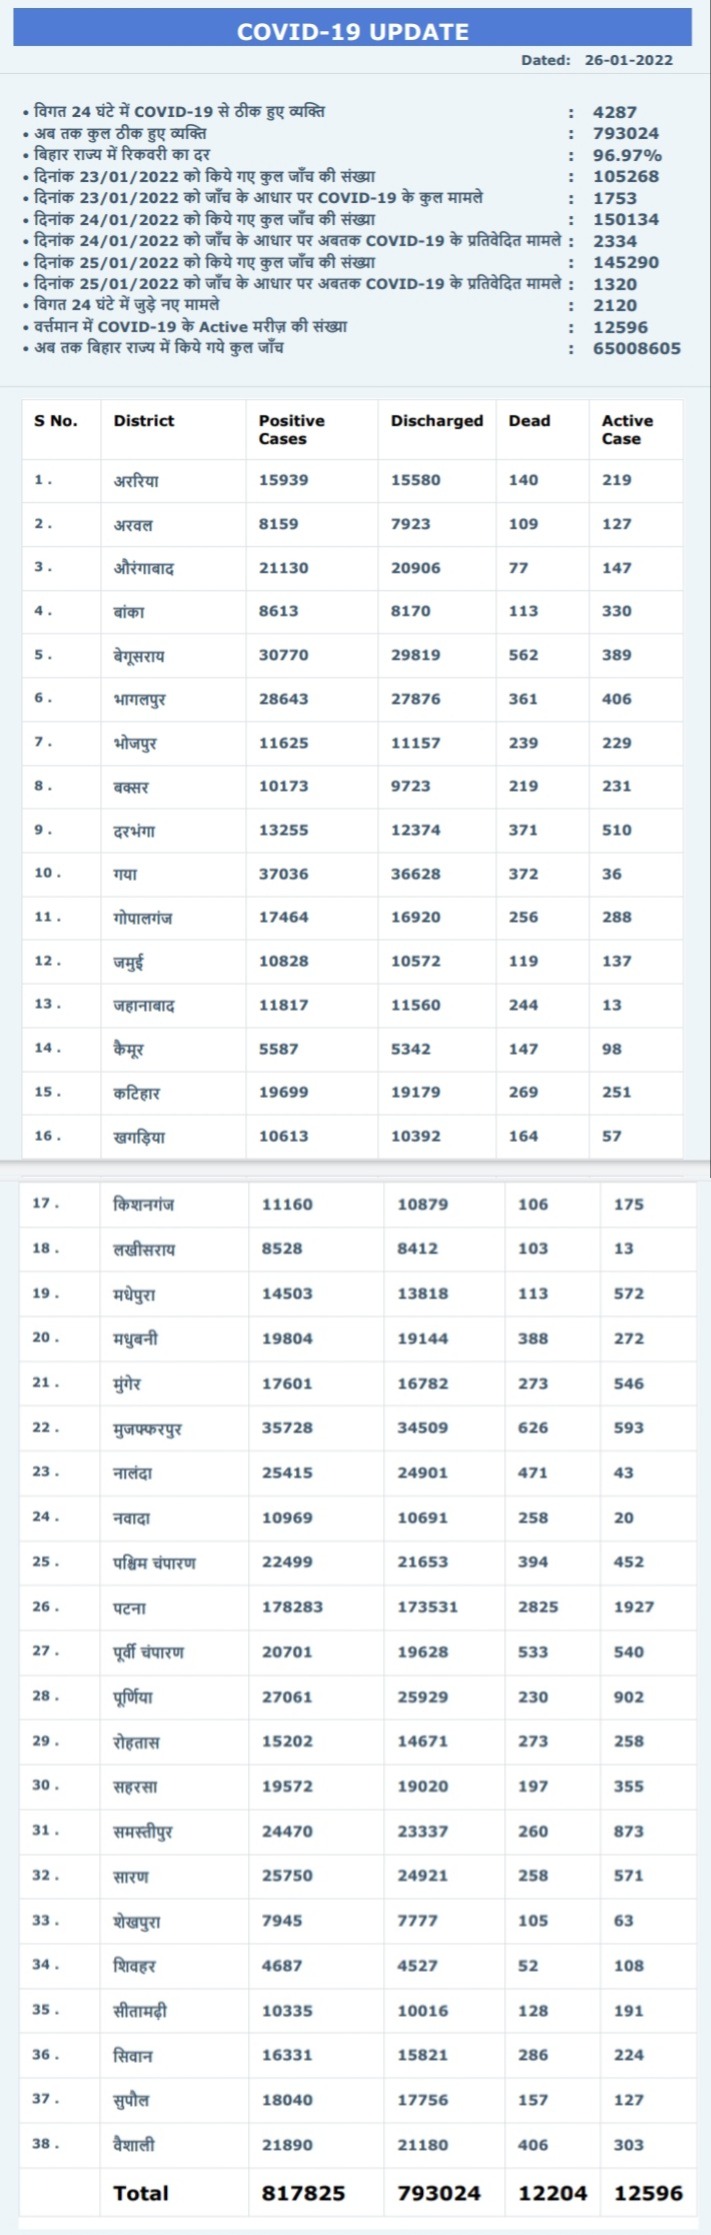 COVID-19 UPDATE
Dated: 26-01-2022
• विगत 24 घंटे में COVID-19 से ठीक हुए व्यक्ति : 4287
• अब तक कुल ठीक हुए व्यक्ति : 793024
• बिहार राज्य में रिकवरी का दर : 96.97%
• दिनांक 23/01/2022 को किये गए कुल जाँच की संख्या : 105268
• दिनांक 23/01/2022 को जाँच के आधार पर COVID-19 के कुल मामले : 1753
• दिनांक 24/01/2022 को किये गए कुल जाँच की संख्या : 150134
• दिनांक 24/01/2022 को जाँच के आधार पर अबतक COVID-19 के प्रतिवेदित मामले : 2334
• दिनांक 25/01/2022 को किये गए कुल जाँच की संख्या : 145290
• दिनांक 25/01/2022 को जाँच के आधार पर अबतक COVID-19 के प्रतिवेदित मामले : 1320
• विगत 24 घंटे में जुड़े नए मामले : 2120
• वर्त्तमान में COVID-19 के Active मरीज़ की संख्या : 12596
• अब तक बिहार राज्य में किये गये कुल जाँच : 65008605
S No. District Positive Cases Discharged Dead Active Case
1 . अररिया 15939 15580 140 219
2 . अरवल 8159 7923 109 127
3 . औरंगाबाद 21130 20906 77 147
4 . बांका 8613 8170 113 330
5 . बेगूसराय 30770 29819 562 389
6 . भागलपुर 28643 27876 361 406
7 . भोजपुर 11625 11157 239 229
8 . बक्सर 10173 9723 219 231
9 . दरभंगा 13255 12374 371 510
10 . गया 37036 36628 372 36
11 . गोपालगंज 17464 16920 256 288
12 . जमुई 10828 10572 119 137
13 . जहानाबाद 11817 11560 244 13
14 . कैमूर 5587 5342 147 98
15 . कटिहार 19699 19179 269 251
16 . खगड़िया 10613 10392 164 57
17 . किशनगंज 11160 10879 106 175
18 . लखीसराय 8528 8412 103 13
19 . मधेपुरा 14503 13818 113 572
20 . मधुबनी 19804 19144 388 272
21 . मुंगेर 17601 16782 273 546
22 . मुजफ्फरपुर 35728 34509 626 593
23 . नालंदा 25415 24901 471 43
24 . नवादा 10969 10691 258 20
25 . पश्चिम चंपारण 22499 21653 394 452
26 . पटना 178283 173531 2825 1927
27 . पूर्वी चंपारण 20701 19628 533 540
28 . पूर्णिया 27061 25929 230 902
29 . रोहतास 15202 14671 273 258
30 . सहरसा 19572 19020 197 355
31 . समस्तीपुर 24470 23337 260 873
32 . सारण 25750 24921 258 571
33 . शेखपुरा 7945 7777 105 63
34 . शिवहर 4687 4527 52 108
35 . सीतामढ़ी 10335 10016 128 191
36 . सिवान 16331 15821 286 224
37 . सुपौल 18040 17756 157 127
38 . वैशाली 21890 21180 406 303
Total 817825 793024 12204 12596